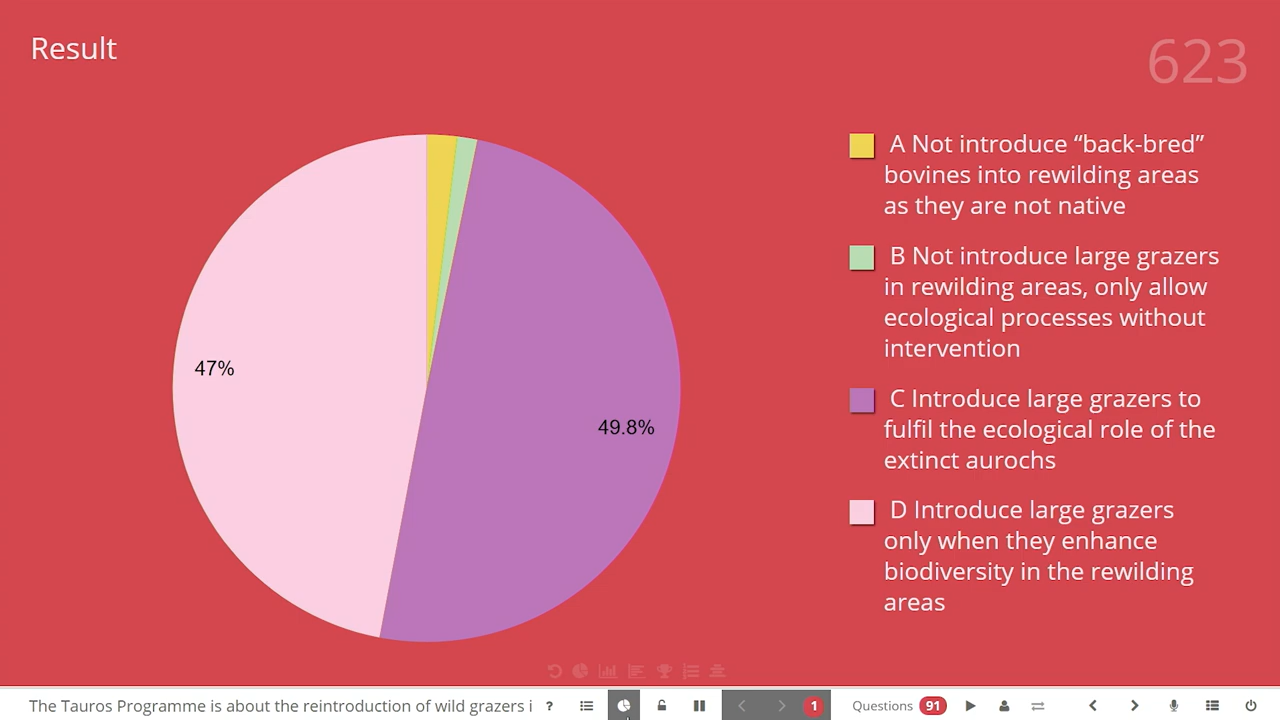 Result
623
A Not introduce “back-bred”
bovines into rewilding areas
as they are not native
B Not introduce large grazers
in rewilding areas, only allow
ecological processes without
intervention
C Introduce large grazers to
fulfil the ecological role of the
extinct aurochs
D Introduce large grazers
only when they enhance
biodiversity in the rewilding
areas
47%
49.8%
The Tauros Programme is about the reintroduction of wild grazers i ? 1 Questions 91